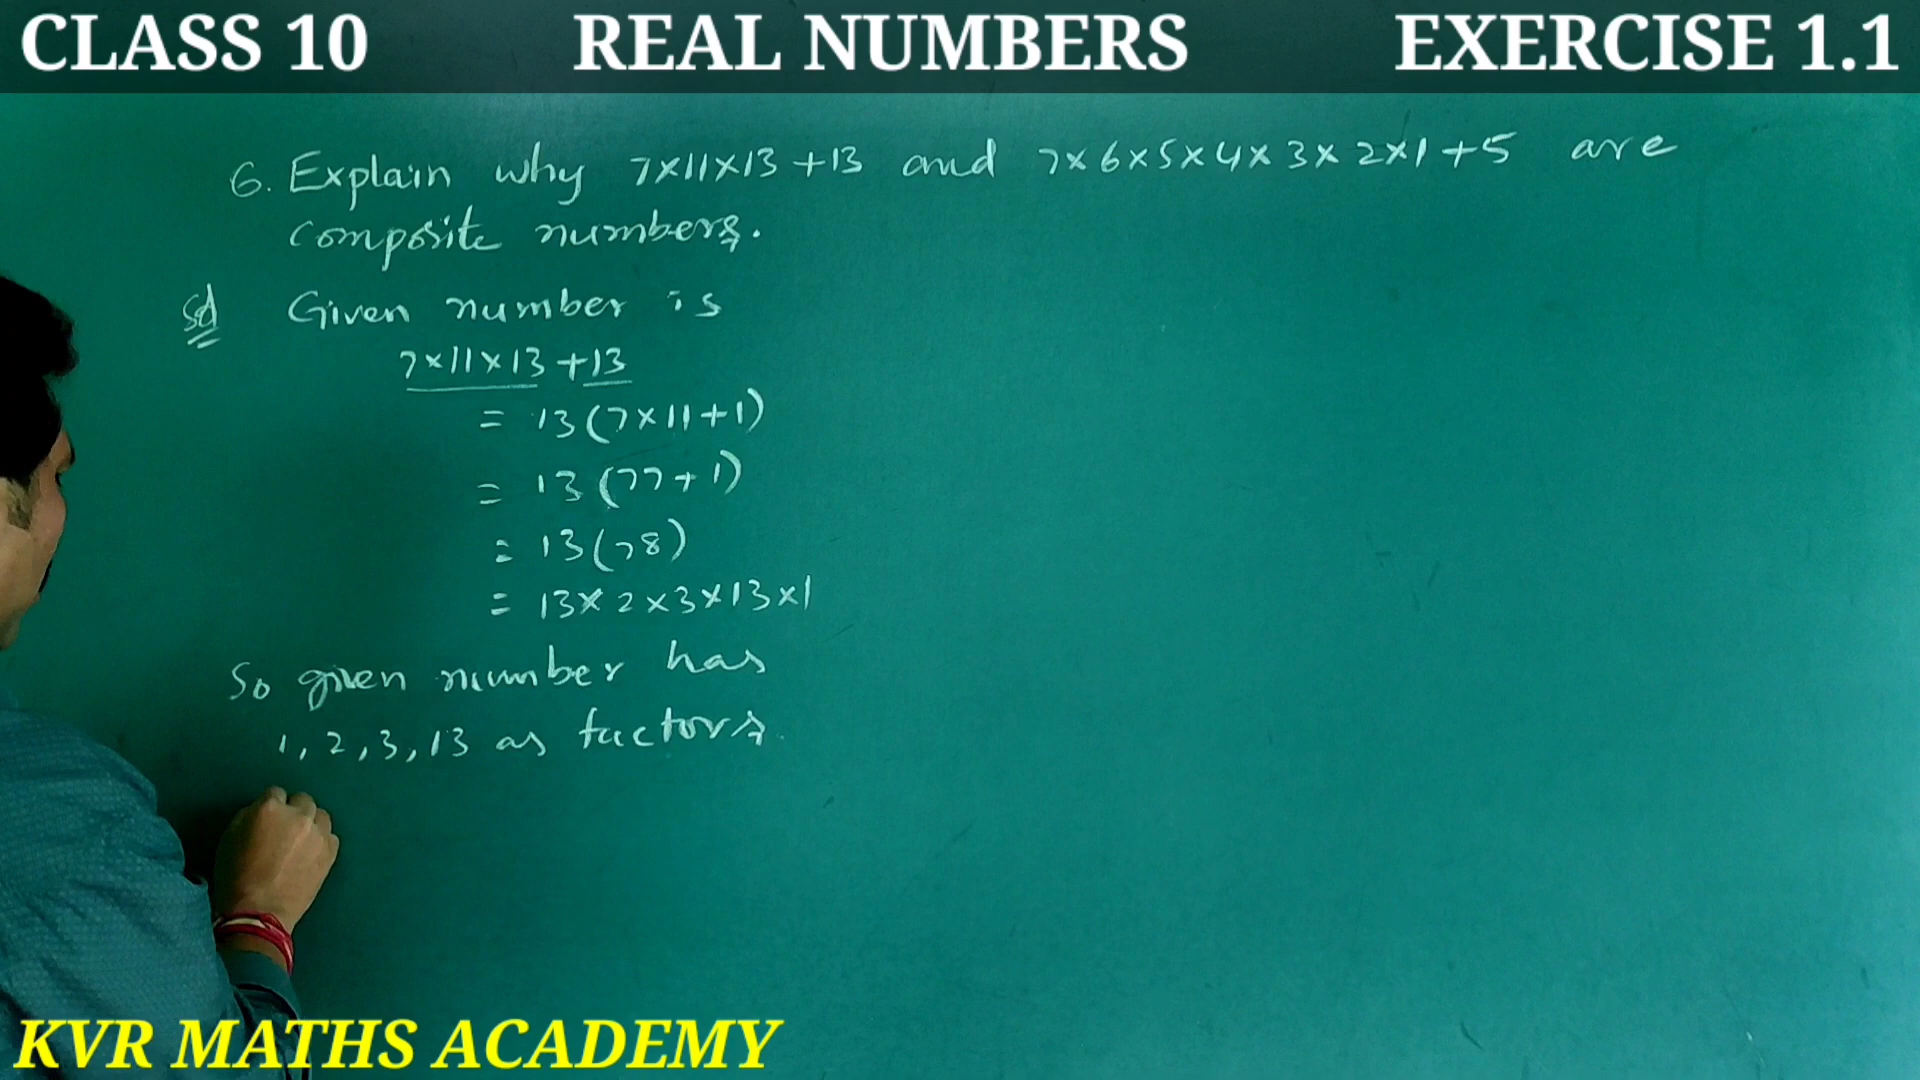 CLASS 10 REAL NUMBERS EXERCISE 1.1
6. Explain why 7×11×13 +13 and 7×6×5×4×3×2×1+5 are
composite numbers.
Sol Given number is
7×11×13 +13
= 13(7×11+1)
= 13(77+1)
= 13(78)
= 13×2×3×13×1
So given number has
1, 2, 3, 13 as factors.
KVR MATHS ACADEMY